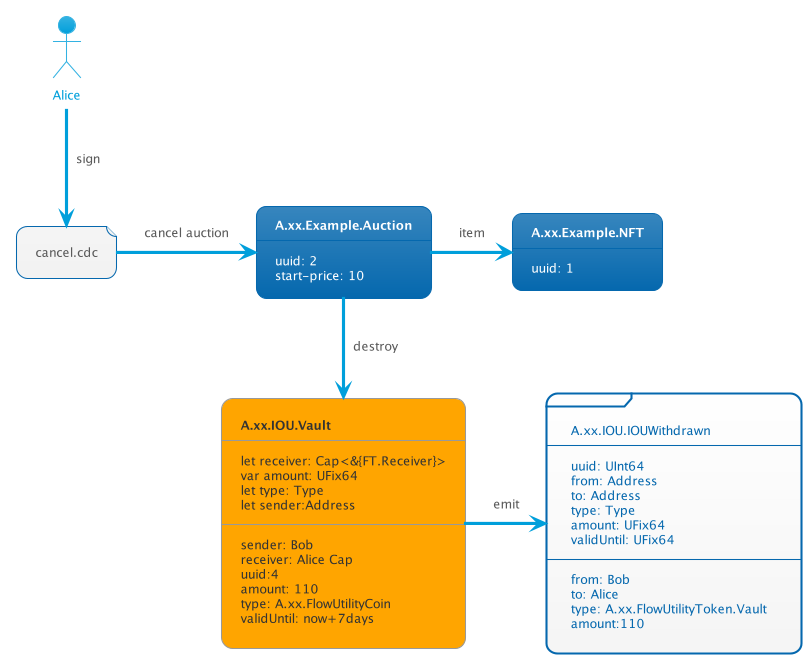 Alice
sign
cancel.cdc
cancel auction
A.xx.Example.Auction
uuid: 2
start-price: 10
item
A.xx.Example.NFT
uuid: 1
destroy
A.xx.IOU.Vault
let receiver: Cap<&{FT.Receiver}>
var amount: UFix64
let type: Type
let sender:Address
sender: Bob
receiver: Alice Cap
uuid:4
amount: 110
type: A.xx.FlowUtilityCoin
validUntil: now+7days
emit
A.xx.IOU.IOUWithdrawn
uuid: UInt64
from: Address
to: Address
type: Type
amount: UFix64
validUntil: UFix64
from: Bob
to: Alice
type: A.xx.FlowUtilityToken.Vault
amount:110